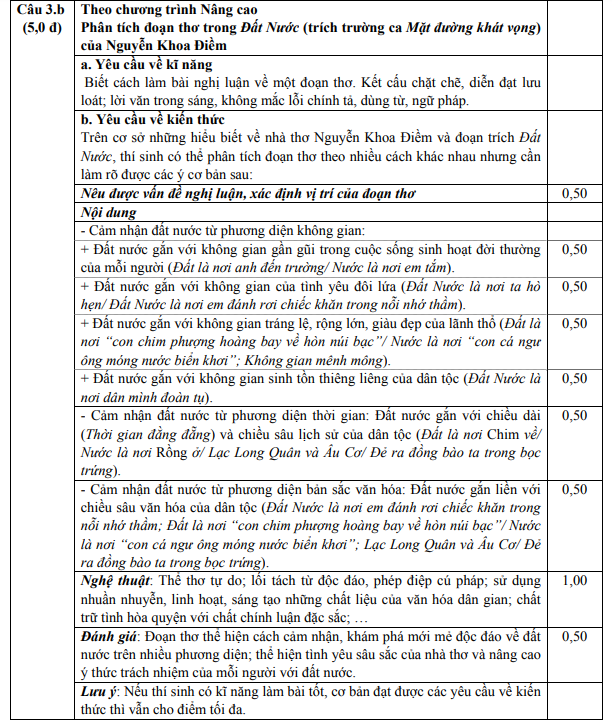 Câu 3.b
(5,0 đ)
Theo chương trình Nâng cao
Phân tích đoạn thơ trong Đất Nước (trích trường ca Mặt đường khát vọng)
của Nguyễn Khoa Điềm
a. Yêu cầu về kĩ năng
Biết cách làm bài nghị luận về một đoạn thơ. Kết cấu chặt chẽ, diễn đạt lưu
loát; lời văn trong sáng, không mắc lỗi chính tả, dùng từ, ngữ pháp.
b. Yêu cầu về kiến thức
Trên cơ sở những hiểu biết về nhà thơ Nguyễn Khoa Điềm và đoạn trích Đất
Nước, thí sinh có thể phân tích đoạn thơ theo nhiều cách khác nhau nhưng cần
làm rõ được các ý cơ bản sau:
Nêu được vấn đề nghị luận, xác định vị trí của đoạn thơ 0,50
Nội dung
- Cảm nhận đất nước từ phương diện không gian:
+ Đất nước gắn với không gian gần gũi trong cuộc sống sinh hoạt đời thường 0,50
của mỗi người (Đất là nơi anh đến trường/ Nước là nơi em tắm).
+ Đất nước gắn với không gian của tình yêu đôi lứa (Đất Nước là nơi ta hò 0,50
hẹn/ Đất Nước là nơi em đánh rơi chiếc khăn trong nỗi nhớ thầm).
+ Đất nước gắn với không gian tráng lệ, rộng lớn, giàu đẹp của lãnh thổ (Đất là 0,50
nơi “con chim phượng hoàng bay về hòn núi bạc”/ Nước là nơi “con cá ngư
ông móng nước biển khơi”; Không gian mênh mông).
+ Đất nước gắn với không gian sinh tồn thiêng liêng của dân tộc (Đất Nước là 0,50
nơi dân mình đoàn tụ).
- Cảm nhận đất nước từ phương diện thời gian: Đất nước gắn với chiều dài 0,50
(Thời gian đằng đẵng) và chiều sâu lịch sử của dân tộc (Đất là nơi Chim về/
Nước là nơi Rồng ở/ Lạc Long Quân và Âu Cơ/ Đẻ ra đồng bào ta trong bọc
trứng).
- Cảm nhận đất nước từ phương diện bản sắc văn hóa: Đất nước gắn liền với 0,50
chiều sâu văn hóa của dân tộc (Đất Nước là nơi em đánh rơi chiếc khăn trong
nỗi nhớ thầm; Đất là nơi “con chim phượng hoàng bay về hòn núi bạc”/ Nước
là nơi “con cá ngư ông móng nước biển khơi”; Lạc Long Quân và Âu Cơ/ Đẻ
ra đồng bào ta trong bọc trứng).
Nghệ thuật: Thể thơ tự do; lối tách từ độc đáo, phép điệp cú pháp; sử dụng 1,00
nhuần nhuyễn, linh hoạt, sáng tạo những chất liệu của văn hóa dân gian; chất
trữ tình hòa quyện với chất chính luận đặc sắc; …
Đánh giá: Đoạn thơ thể hiện cách cảm nhận, khám phá mới mẻ độc đáo về đất 0,50
nước trên nhiều phương diện; thể hiện tình yêu sâu sắc của nhà thơ và nâng cao
ý thức trách nhiệm của mỗi người với đất nước.
Lưu ý: Nếu thí sinh có kĩ năng làm bài tốt, cơ bản đạt được các yêu cầu về kiến
thức thì vẫn cho điểm tối đa.